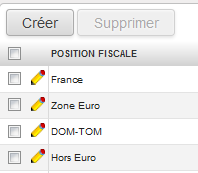 Créer Supprimer
POSITION FISCALE
France
Zone Euro
DOM-TOM
Hors Euro